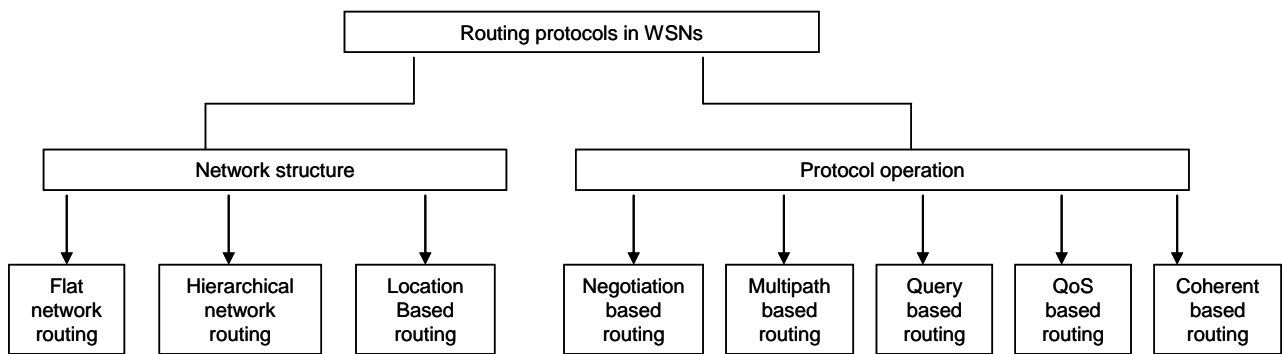 Routing protocols in WSNs
Network structure
Protocol operation
Flat
network
routing
Hierarchical
network
routing
Location
Based
routing
Negotiation
based
routing
Multipath
based
routing
Query
based
routing
QoS
based
routing
Coherent
based
routing